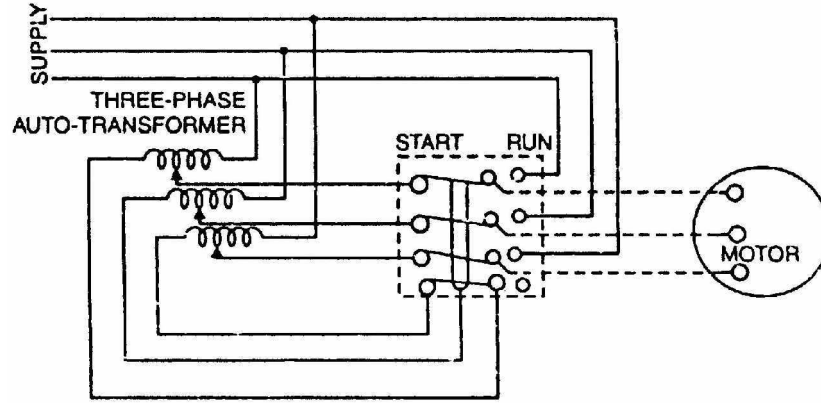 SUPPLY
THREE-PHASE
AUTO-TRANSFORMER
START
RUN
MOTOR